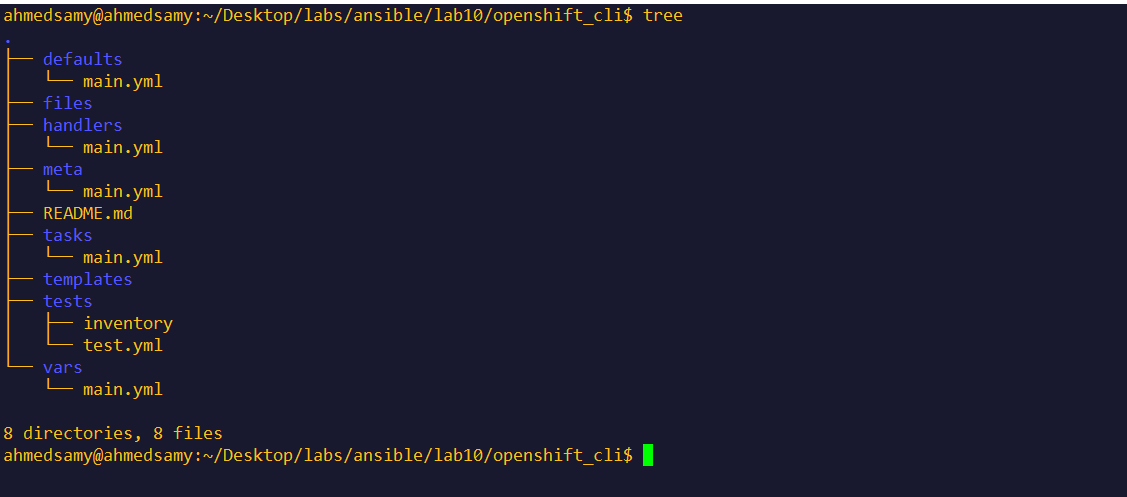 ahmedsamy@ahmedsamy:~/Desktop/labs/ansible/lab10/openshift_cli$ tree
.
├── defaults
│   └── main.yml
├── files
├── handlers
│   └── main.yml
├── meta
│   └── main.yml
├── README.md
├── tasks
│   └── main.yml
├── templates
├── tests
│   ├── inventory
│   └── test.yml
└── vars
    └── main.yml
8 directories, 8 files
ahmedsamy@ahmedsamy:~/Desktop/labs/ansible/lab10/openshift_cli$